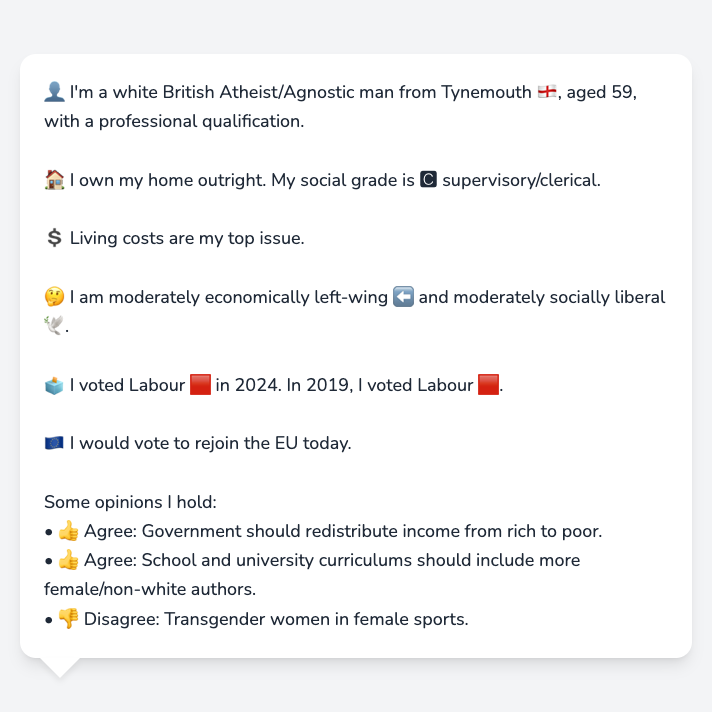 👤 I'm a white British Atheist/Agnostic man from Tynemouth 🏴󠁧󠁢󠁥󠁮󠁧󠁿, aged 59,
with a professional qualification.
🏠 I own my home outright. My social grade is 🅲 supervisory/clerical.
💲 Living costs are my top issue.
🤔 I am moderately economically left-wing ⬅️ and moderately socially liberal
🕊️.
🗳️ I voted Labour 🟥 in 2024. In 2019, I voted Labour 🟥.
🇪🇺 I would vote to rejoin the EU today.
Some opinions I hold:
• 👍 Agree: Government should redistribute income from rich to poor.
• 👍 Agree: School and university curriculums should include more
female/non-white authors.
• 👎 Disagree: Transgender women in female sports.